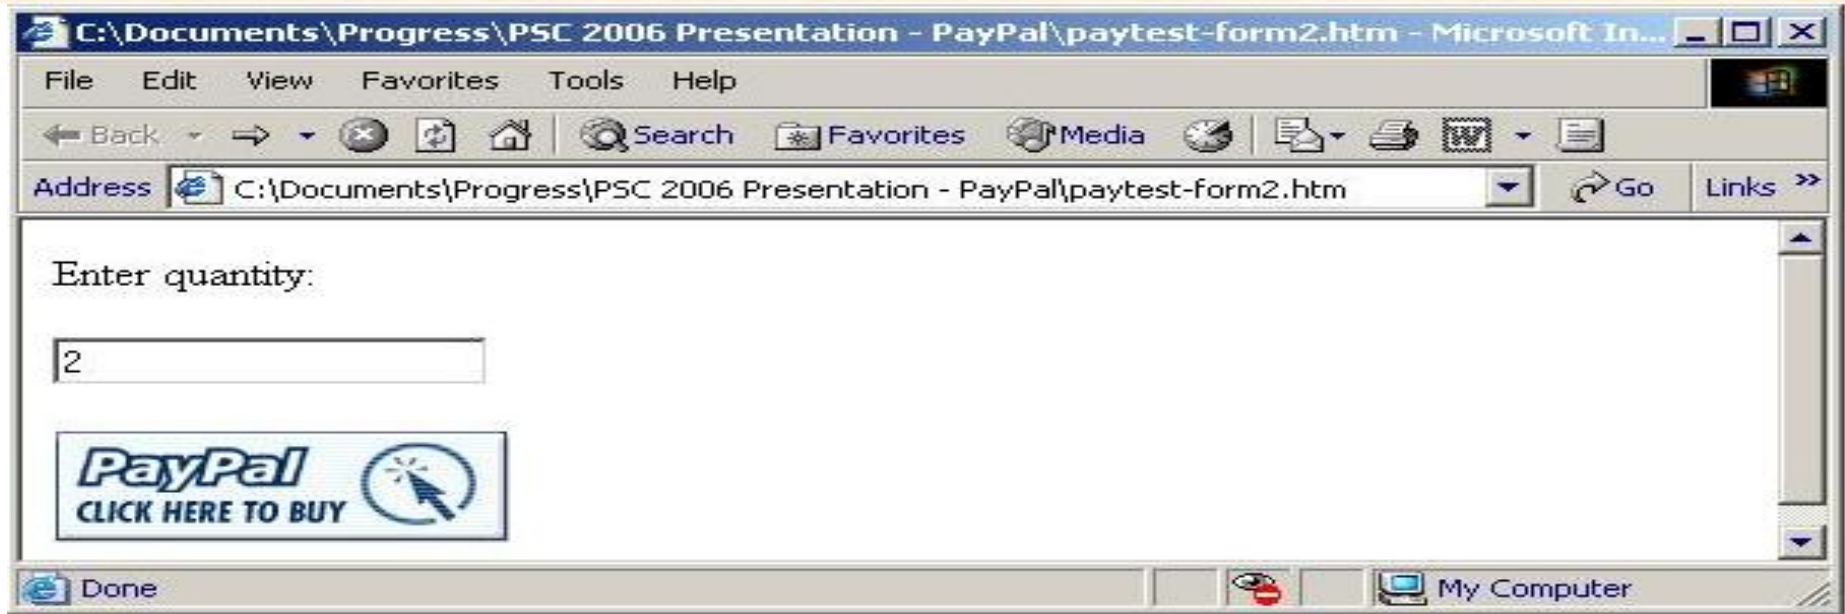 C:\Documents\Progress\PSC 2006 Presentation - PayPal\paytest-form2.htm - Microsoft In...
File Edit View Favorites Tools Help
Back Search Favorites Media W
Address C:\Documents\Progress\PSC 2006 Presentation - PayPal\paytest-form2.htm Go Links »
Enter quantity:
2
PayPal
CLICK HERE TO BUY
Done My Computer